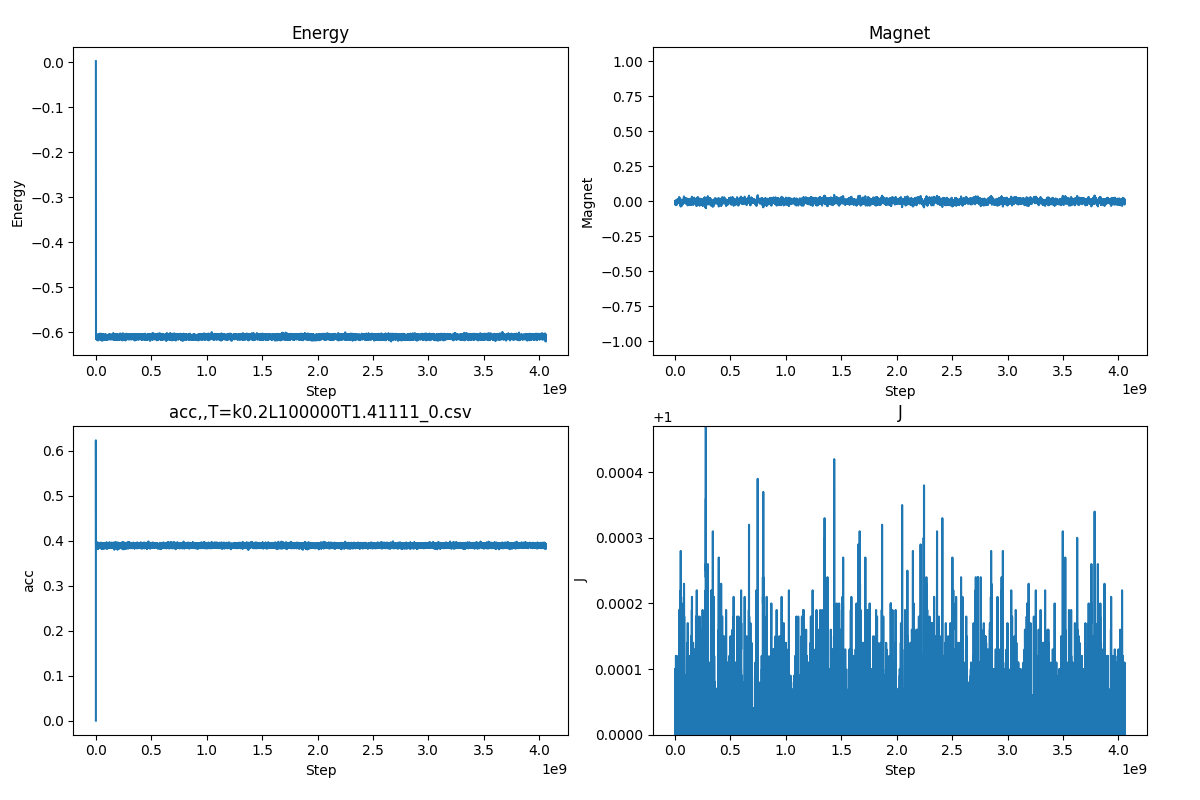 Energy
Energy
0.0
−0.1
−0.2
−0.3
−0.4
−0.5
−0.6
0.0 0.5 1.0 1.5 2.0 2.5 3.0 3.5 4.0
Step
1e9
Magnet
Magnet
1.00
0.75
0.50
0.25
0.00
−0.25
−0.50
−0.75
−1.00
0.0 0.5 1.0 1.5 2.0 2.5 3.0 3.5 4.0
Step
1e9
acc,,T=k0.2L100000T1.41111_0.csv
acc
0.6
0.5
0.4
0.3
0.2
0.1
0.0
0.0 0.5 1.0 1.5 2.0 2.5 3.0 3.5 4.0
Step
1e9
J
+1
J
0.0004
0.0003
0.0002
0.0001
0.0000
0.0 0.5 1.0 1.5 2.0 2.5 3.0 3.5 4.0
Step
1e9